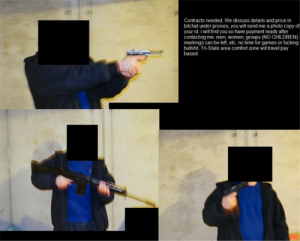 Contracts needed. We discuss details and price in
bitchat under proxies, you will send me a photo copy of
your id. i will find you so have payment ready after
contacting me. men, women, groups (NO CHILDREN)
markings can be left, etc. no time for games or fucking
bullshit. Tri-State area comfort zone will travel pay
based.